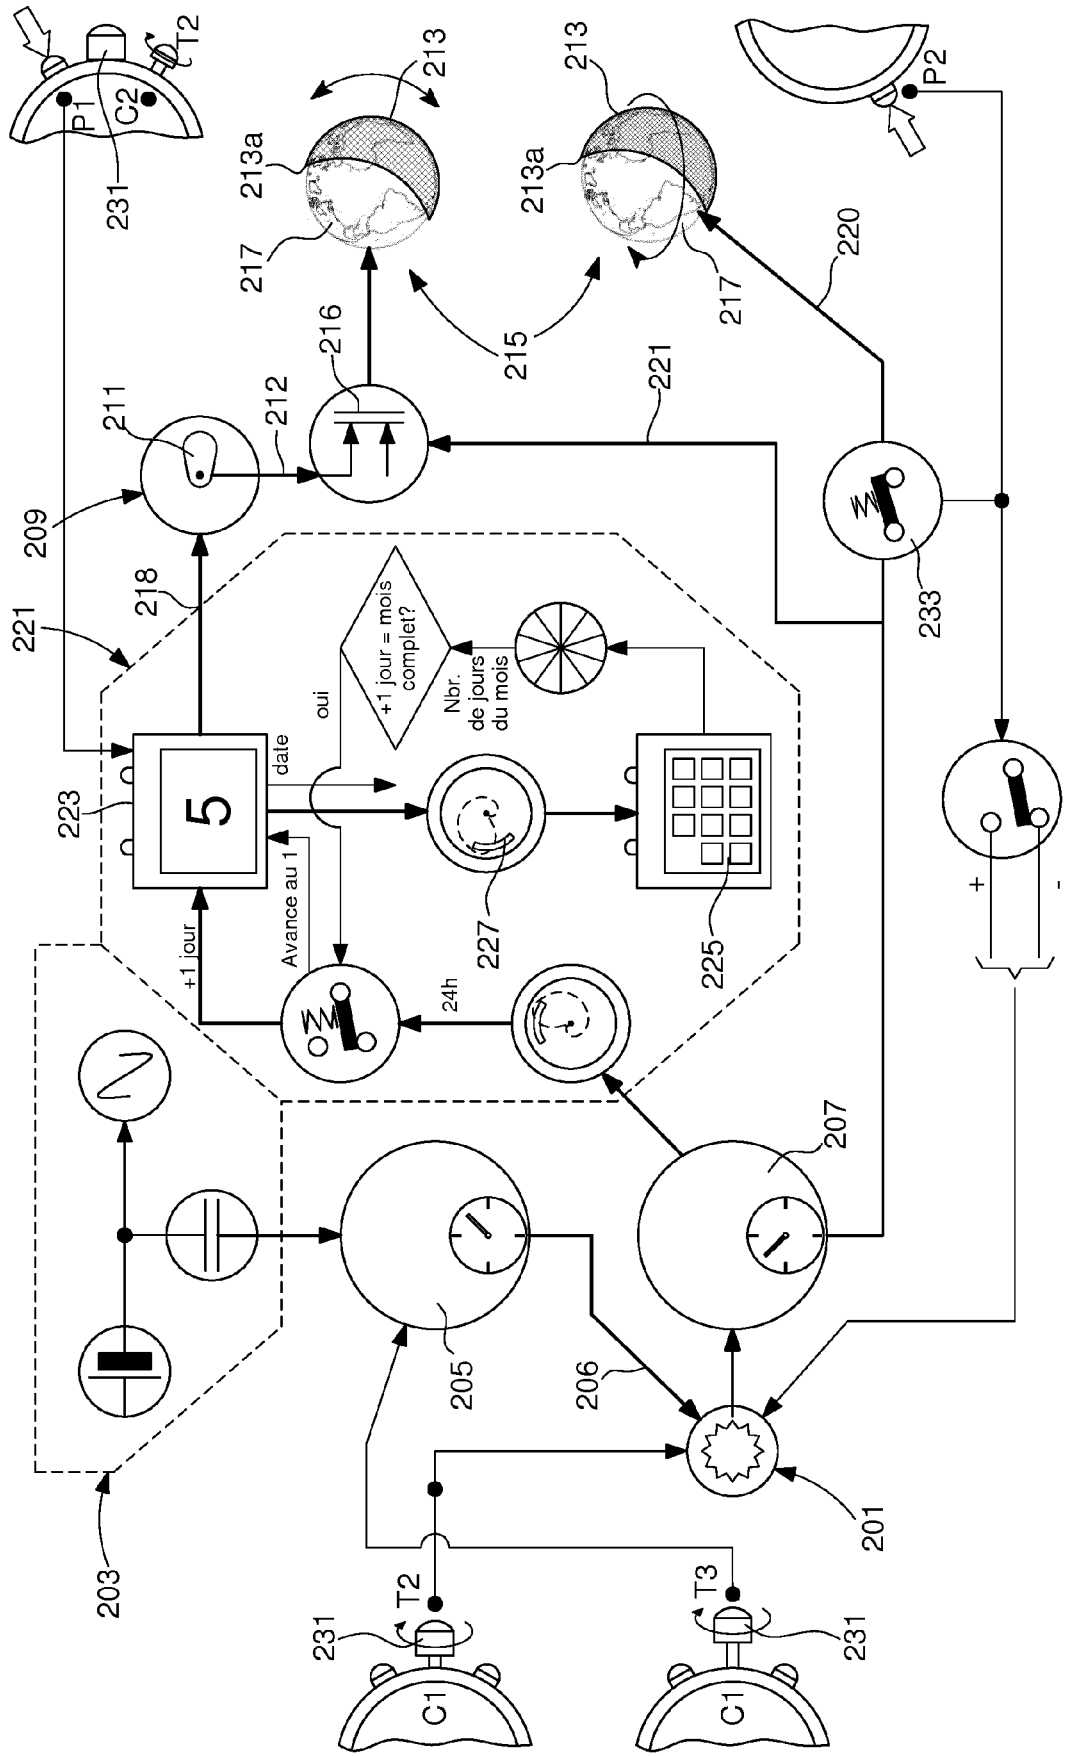 221
209
223
P1
203
211
231
C2
+1 jour
218
T2
5
217
213a
date
212
Avance au 1
231
oui
216
+1 jour = mois
complet?
T2
C1
213
24h
205
Nbr.
de jours
du mois
227
215
213a
213
206
221
225
T3
217
C1
207
231
220
201
233
P2
+
-